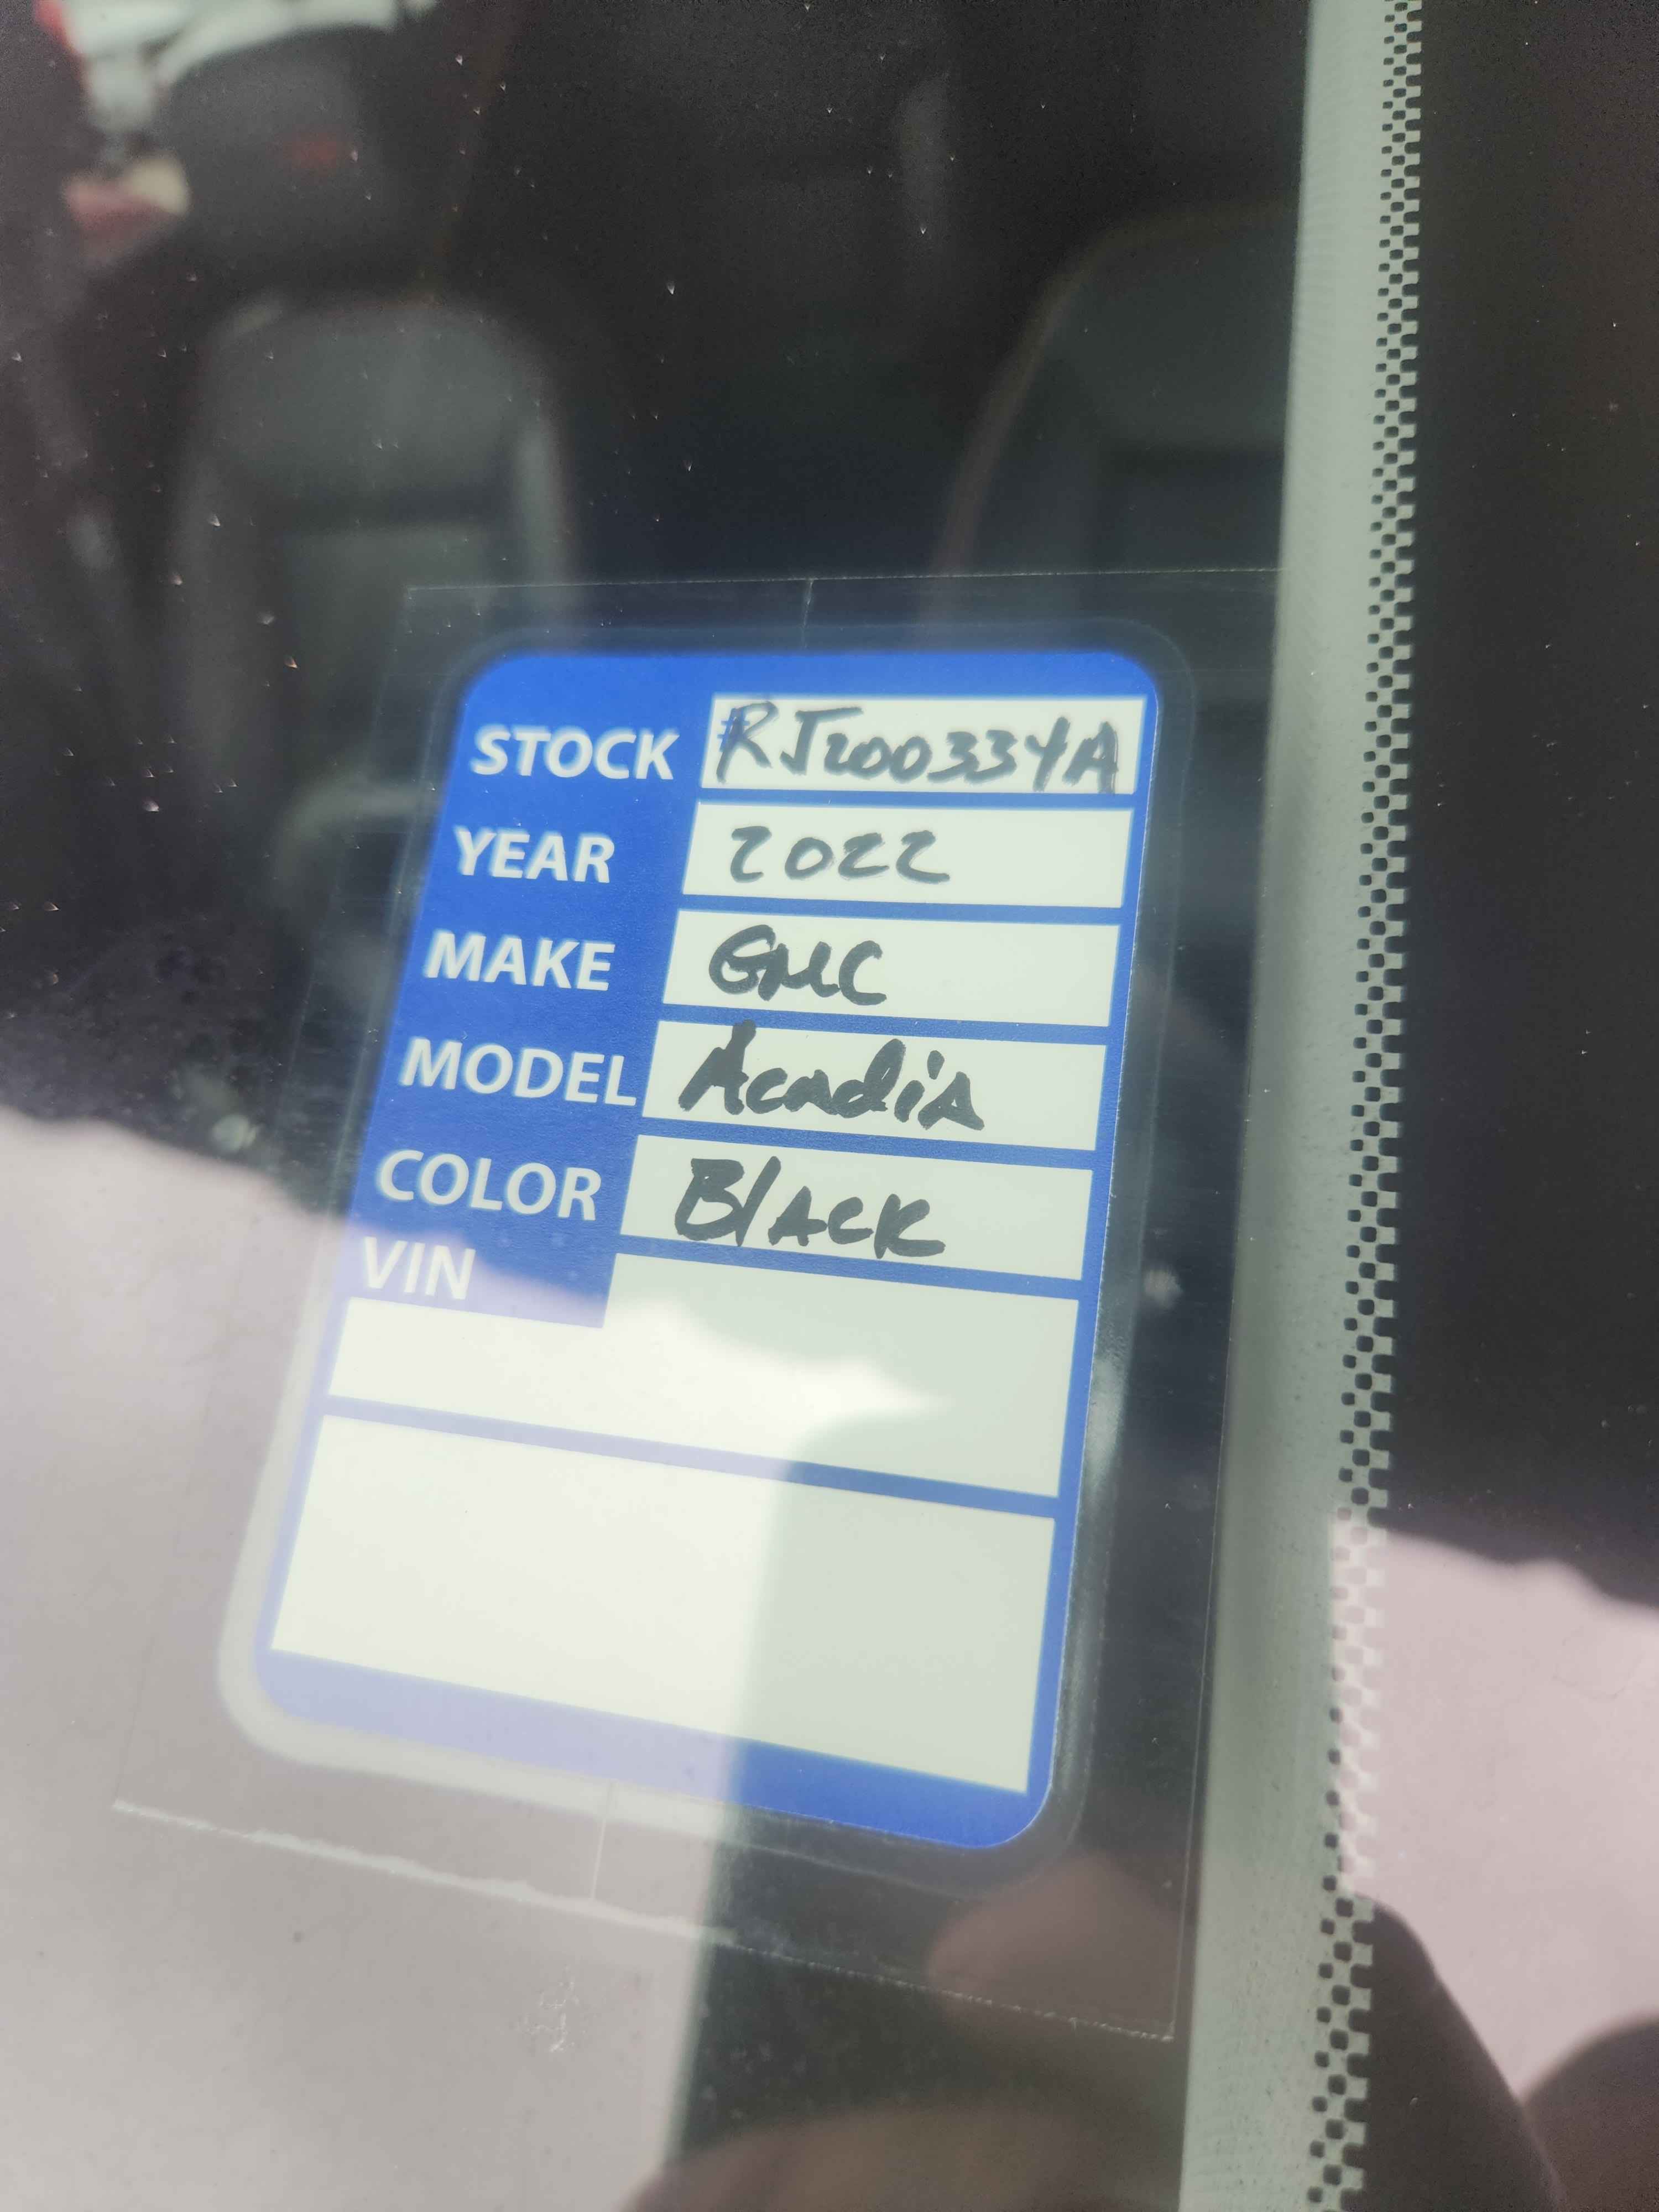 STOCK #RJ200334A
YEAR 2022
MAKE GMC
MODEL Acadia
COLOR Black
VIN